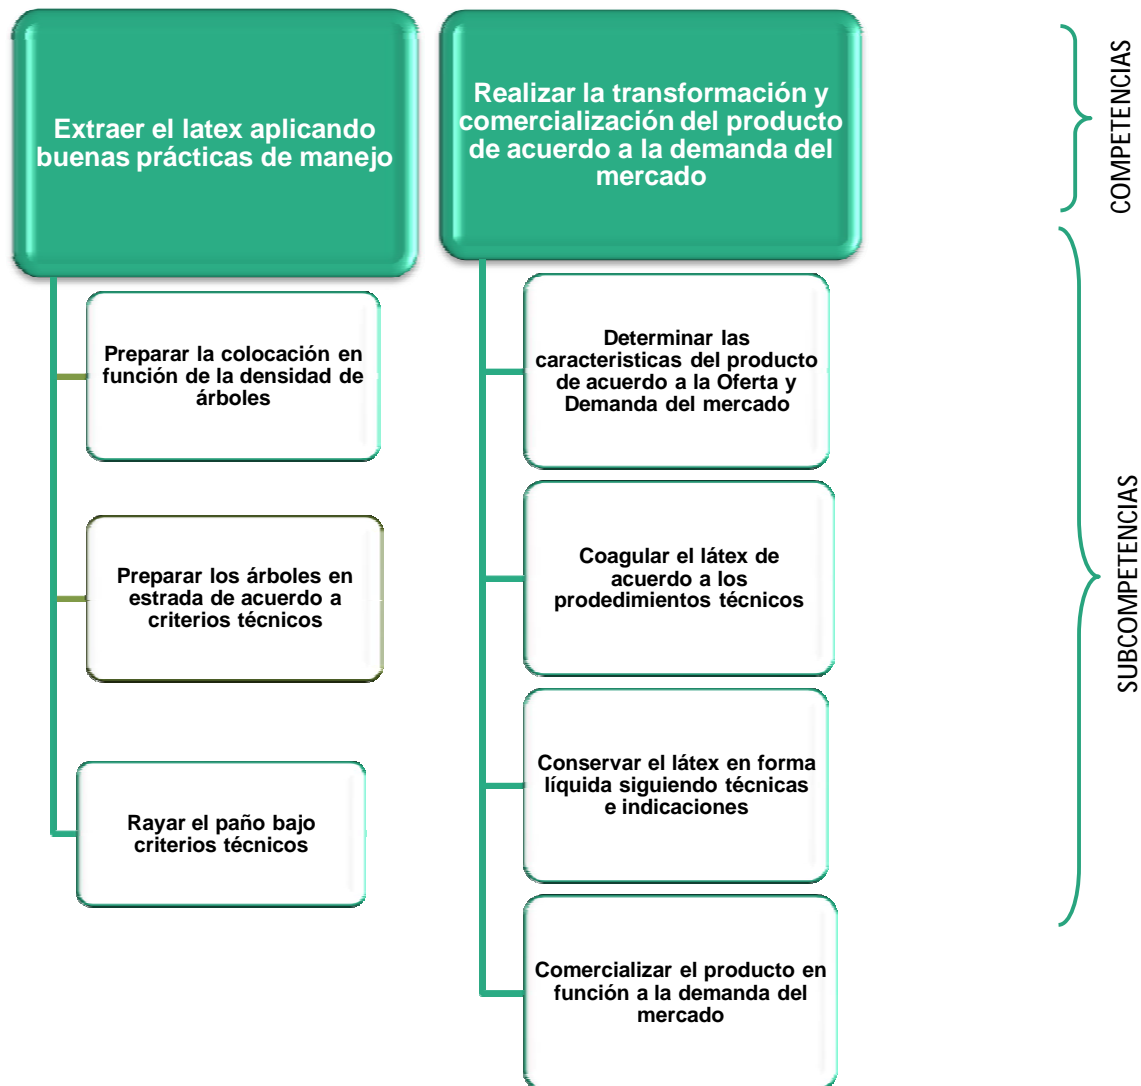 Extraer el latex aplicando
buenas prácticas de manejo
Preparar la colocación en
función de la densidad de
árboles
Preparar los árboles en
estrada de acuerdo a
criterios técnicos
Rayar el paño bajo
criterios técnicos
Realizar la transformación y
comercialización del producto
de acuerdo a la demanda del
mercado
Determinar las
caracteristicas del producto
de acuerdo a la Oferta y
Demanda del mercado
Coagular el látex de
acuerdo a los
prodedimientos técnicos
Conservar el látex en forma
líquida siguiendo técnicas
e indicaciones
Comercializar el producto en
función a la demanda del
mercado
COMPETENCIAS
SUBCOMPETENCIAS